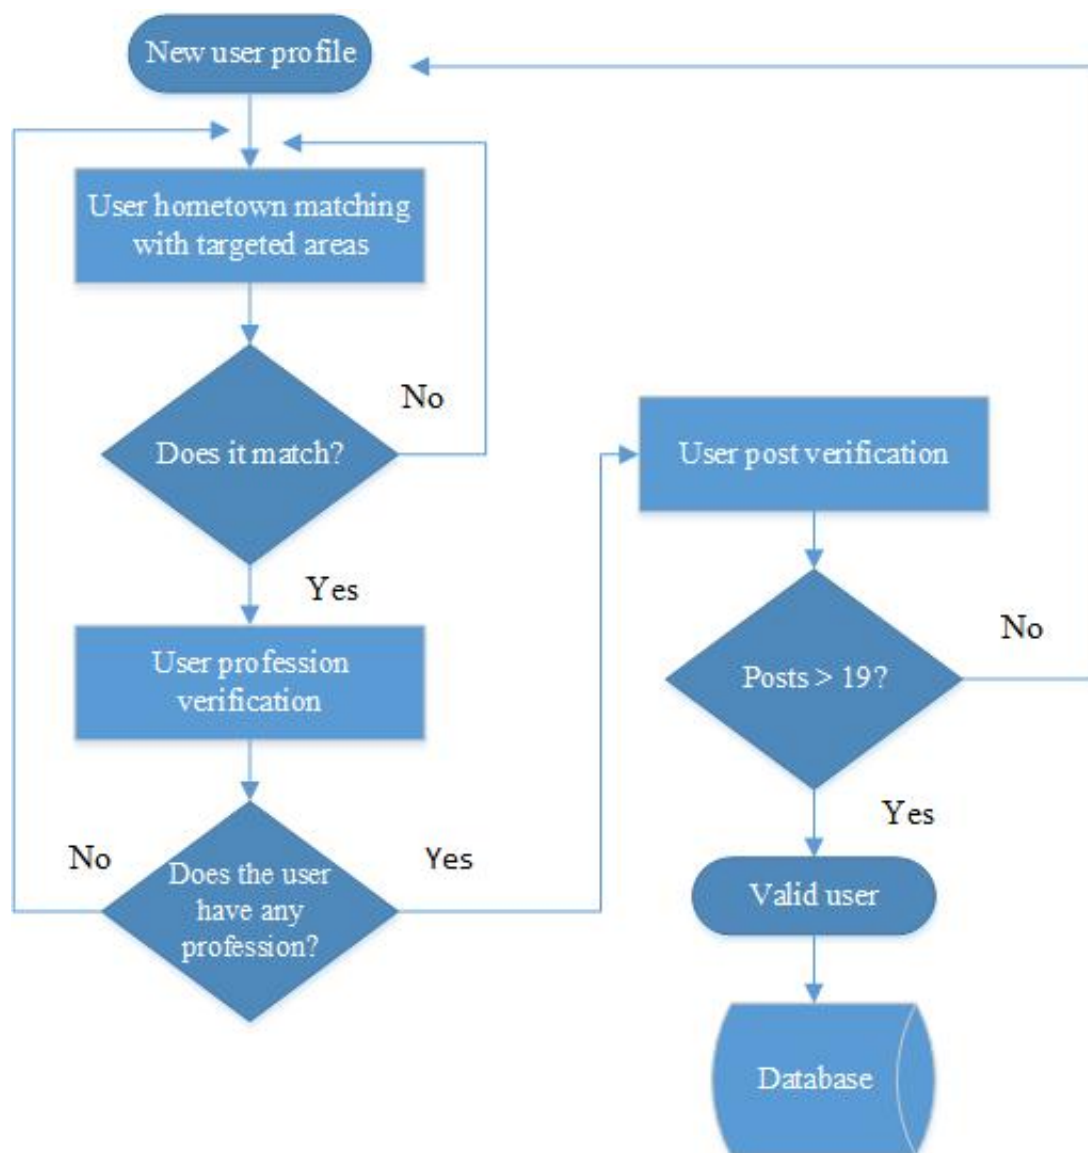 New user profile
User hometown matching
with targeted areas
No
Does it match?
Yes
User profession
verification
No
Does the user
have any
profession?
Yes
User post verification
No
Posts > 19?
Yes
Valid user
Database